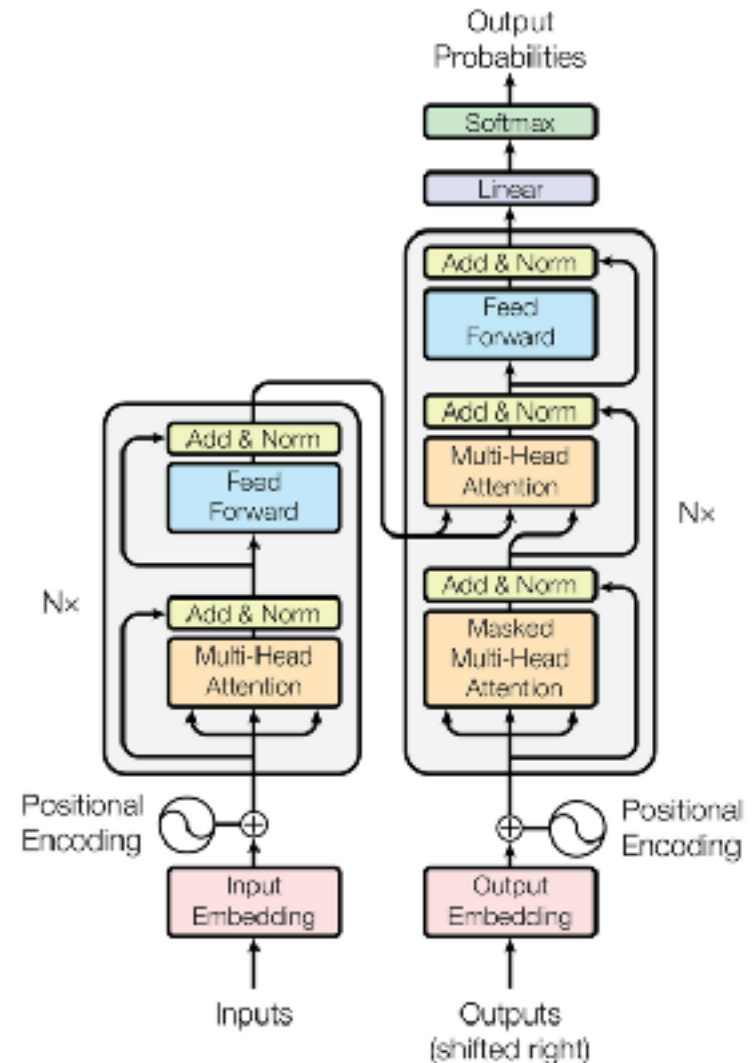 Output
Probabilities
Softmax
Linear
Add & Norm
Feed
Forward
Add & Norm
Multi-Head
Attention
Add & Norm
Masked
Multi-Head
Attention
Nx
Add & Norm
Feed
Forward
Add & Norm
Multi-Head
Attention
Nx
Positional
Encoding
Positional
Encoding
Input
Embedding
Output
Embedding
Inputs
Outputs
(shifted right)